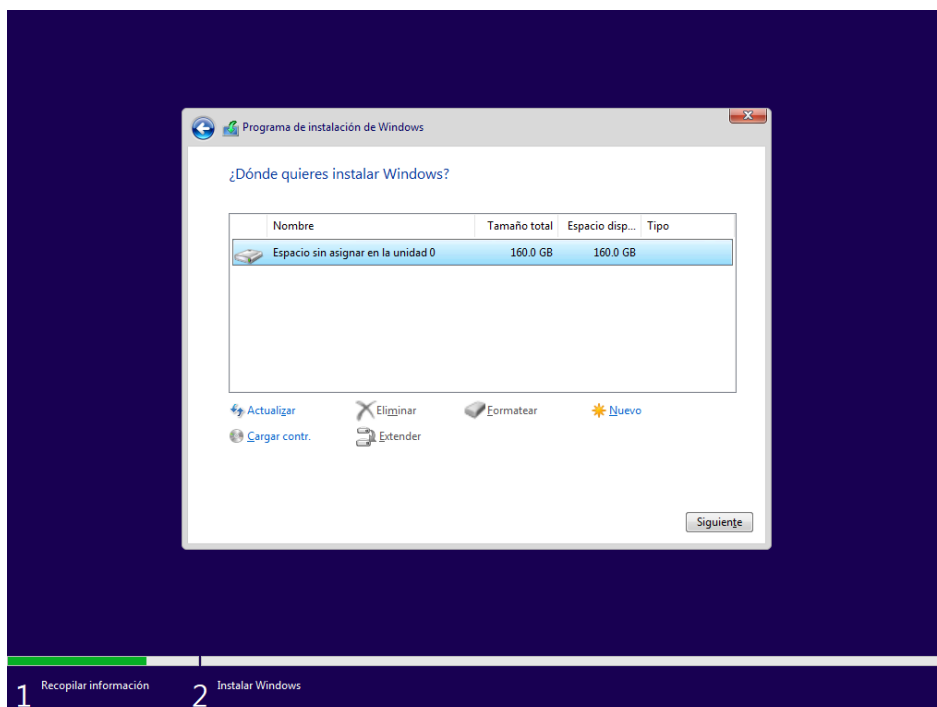 Programa de instalación de Windows
¿Dónde quieres instalar Windows?
Nombre Tamaño total Espacio disp... Tipo
Espacio sin asignar en la unidad 0 160.0 GB 160.0 GB
Actualizar Eliminar Formatear Nuevo
Cargar contr. Extender
Siguiente
1 Recopilar información 2 Instalar Windows